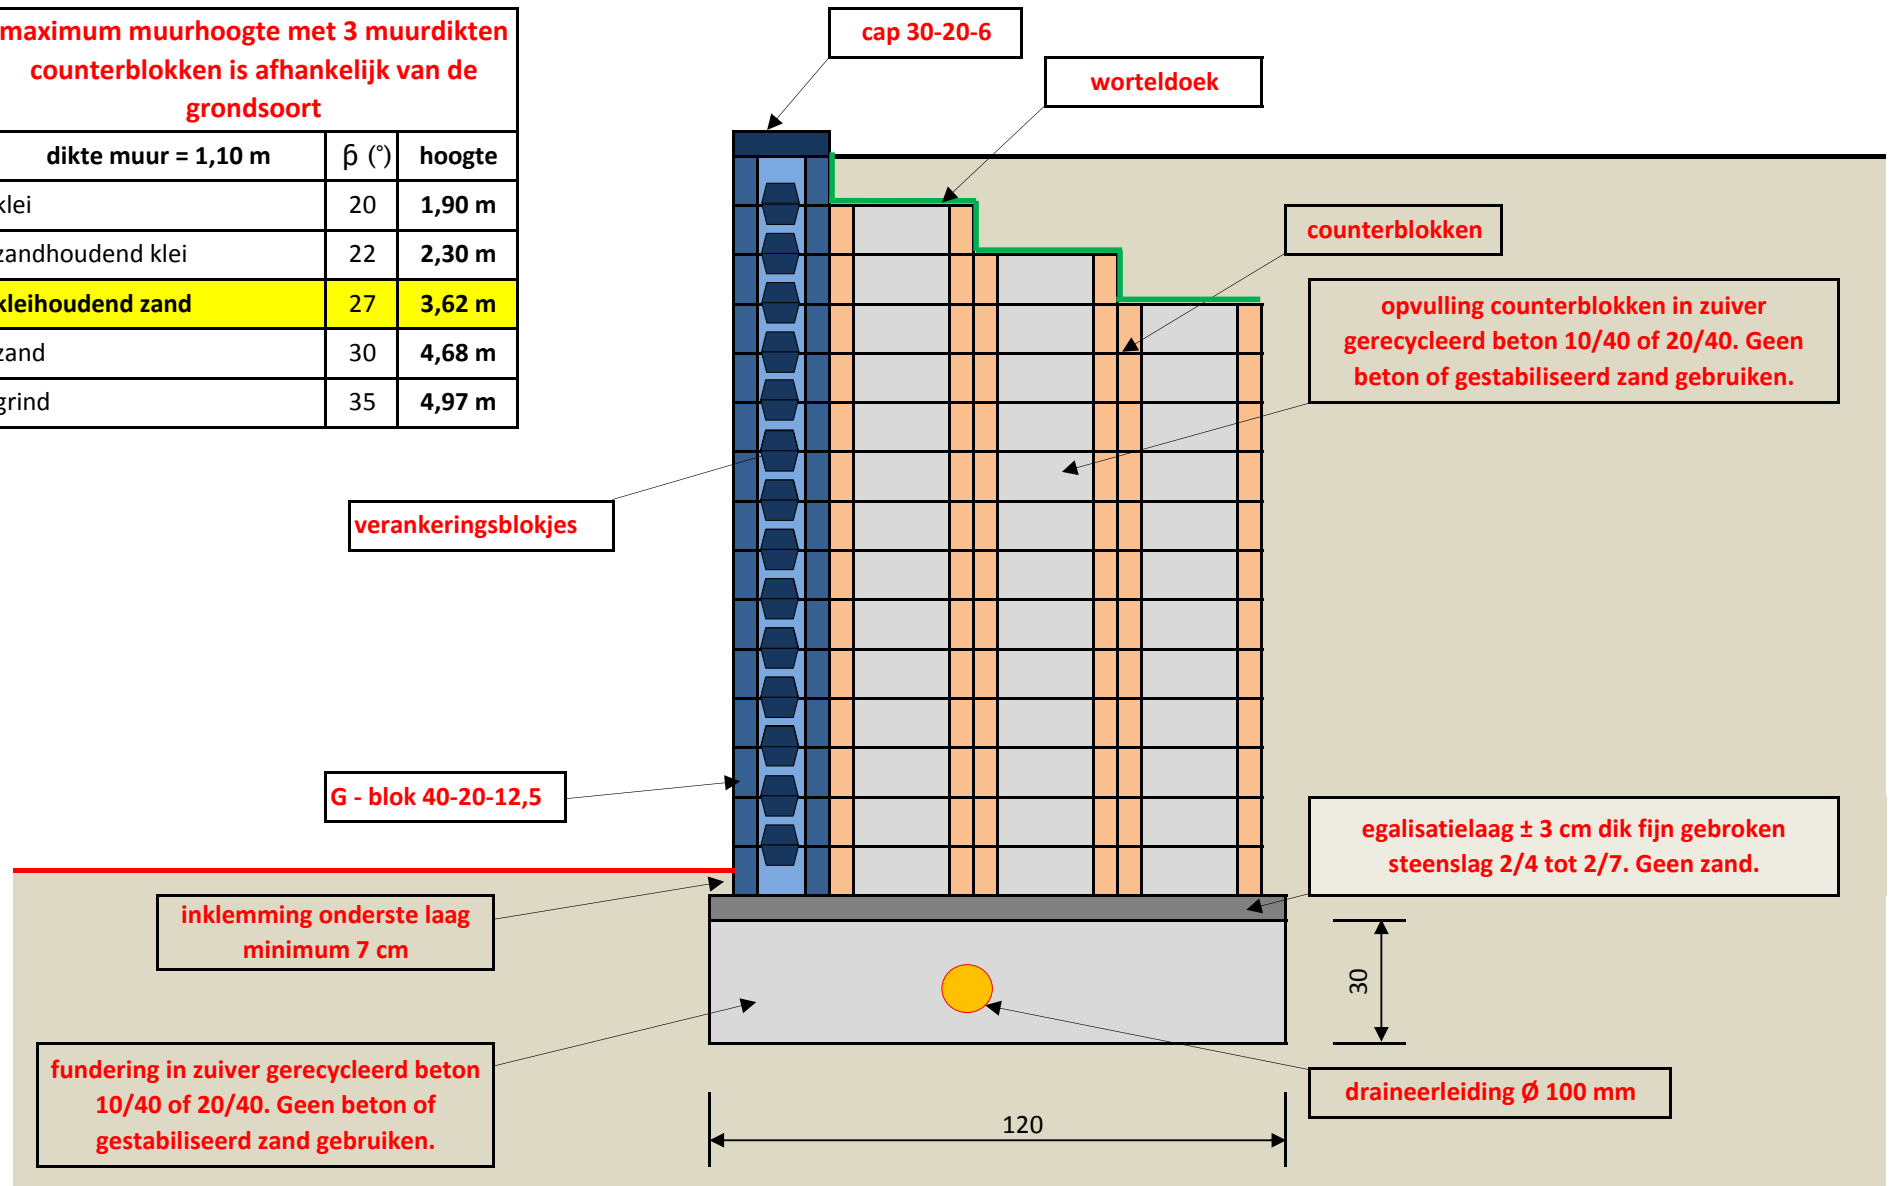 maximum muurhoogte met 3 muurdikten
counterblokken is afhankelijk van de
grondsoort
dikte muur = 1,10 m β (°) hoogte
klei 20 1,90 m
zandhoudend klei 22 2,30 m
kleihoudend zand 27 3,62 m
zand 30 4,68 m
grind 35 4,97 m
cap 30-20-6
worteldoek
counterblokken
opvulling counterblokken in zuiver
gerecycleerd beton 10/40 of 20/40. Geen
beton of gestabiliseerd zand gebruiken.
verankeringsblokjes
G - blok 40-20-12,5
egalisatielaag ± 3 cm dik fijn gebroken
steenslag 2/4 tot 2/7. Geen zand.
inklemming onderste laag
minimum 7 cm
30
fundering in zuiver gerecycleerd beton
10/40 of 20/40. Geen beton of
gestabiliseerd zand gebruiken.
draineerleiding Ø 100 mm
120